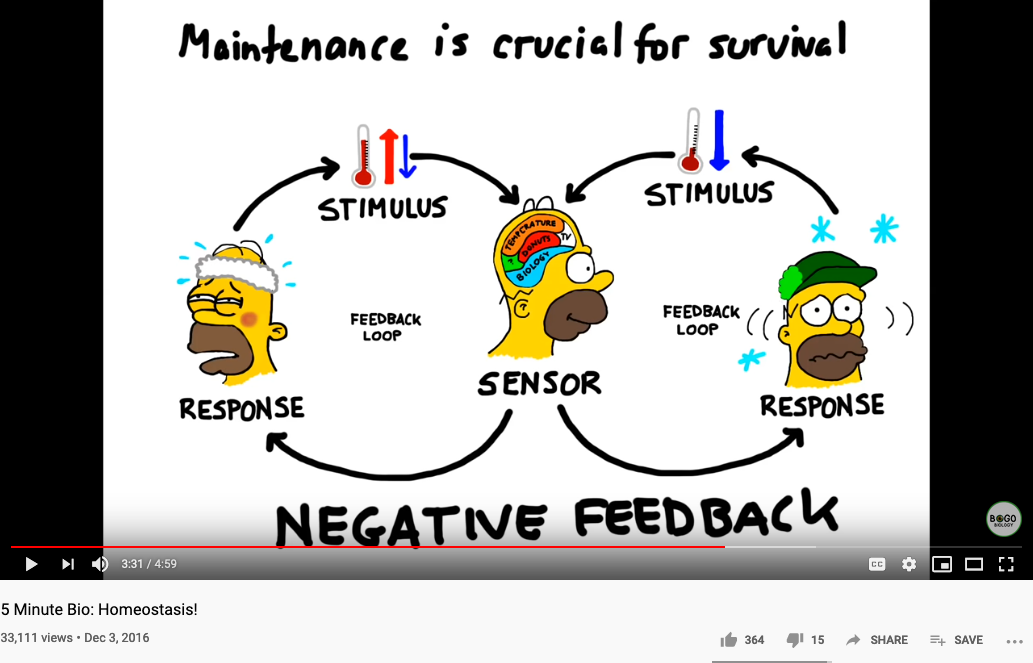 Maintenance is crucial for survival
STIMULUS
STIMULUS
TEMPERATURE
DONUTS
TV
?
BIOLOGY
FEEDBACK
LOOP
FEEDBACK
LOOP
SENSOR
RESPONSE
RESPONSE
NEGATIVE FEEDBACK
BOGO
BIOLOGY
3:31 / 4:59
CC
5 Minute Bio: Homeostasis!
33,111 views • Dec 3, 2016
364
15
SHARE
SAVE